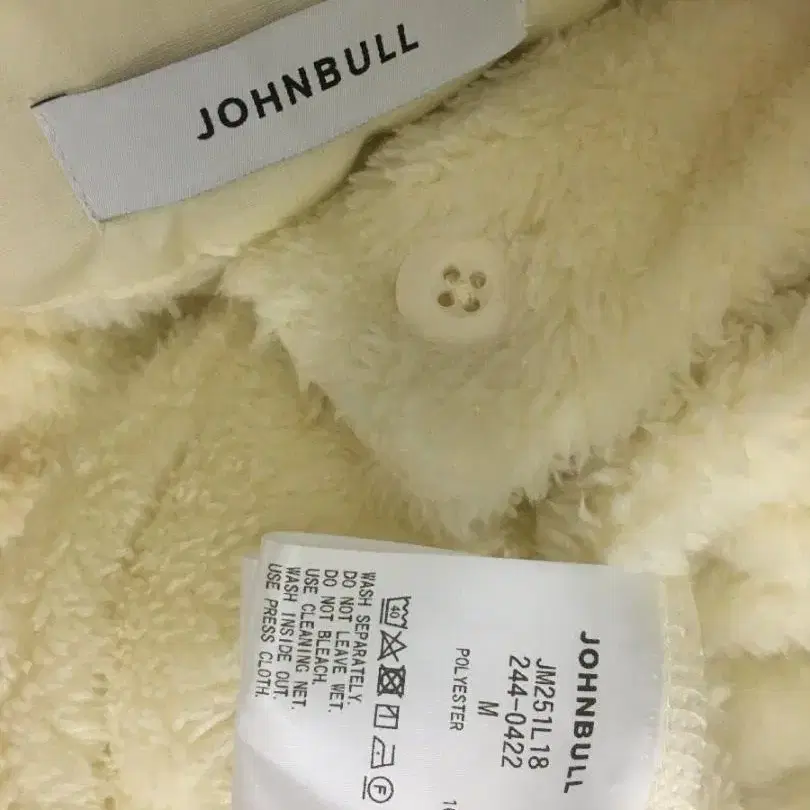 JOHNBULL
JOHNBULL
JM251L18
244-0422
M
POLYESTER
40
F
WASH SEPARATELY.
DO NOT LEAVE WET.
DO NOT BLEACH.
USE CLEANING NET.
WASH INSIDE OUT.
USE PRESS CLOTH.